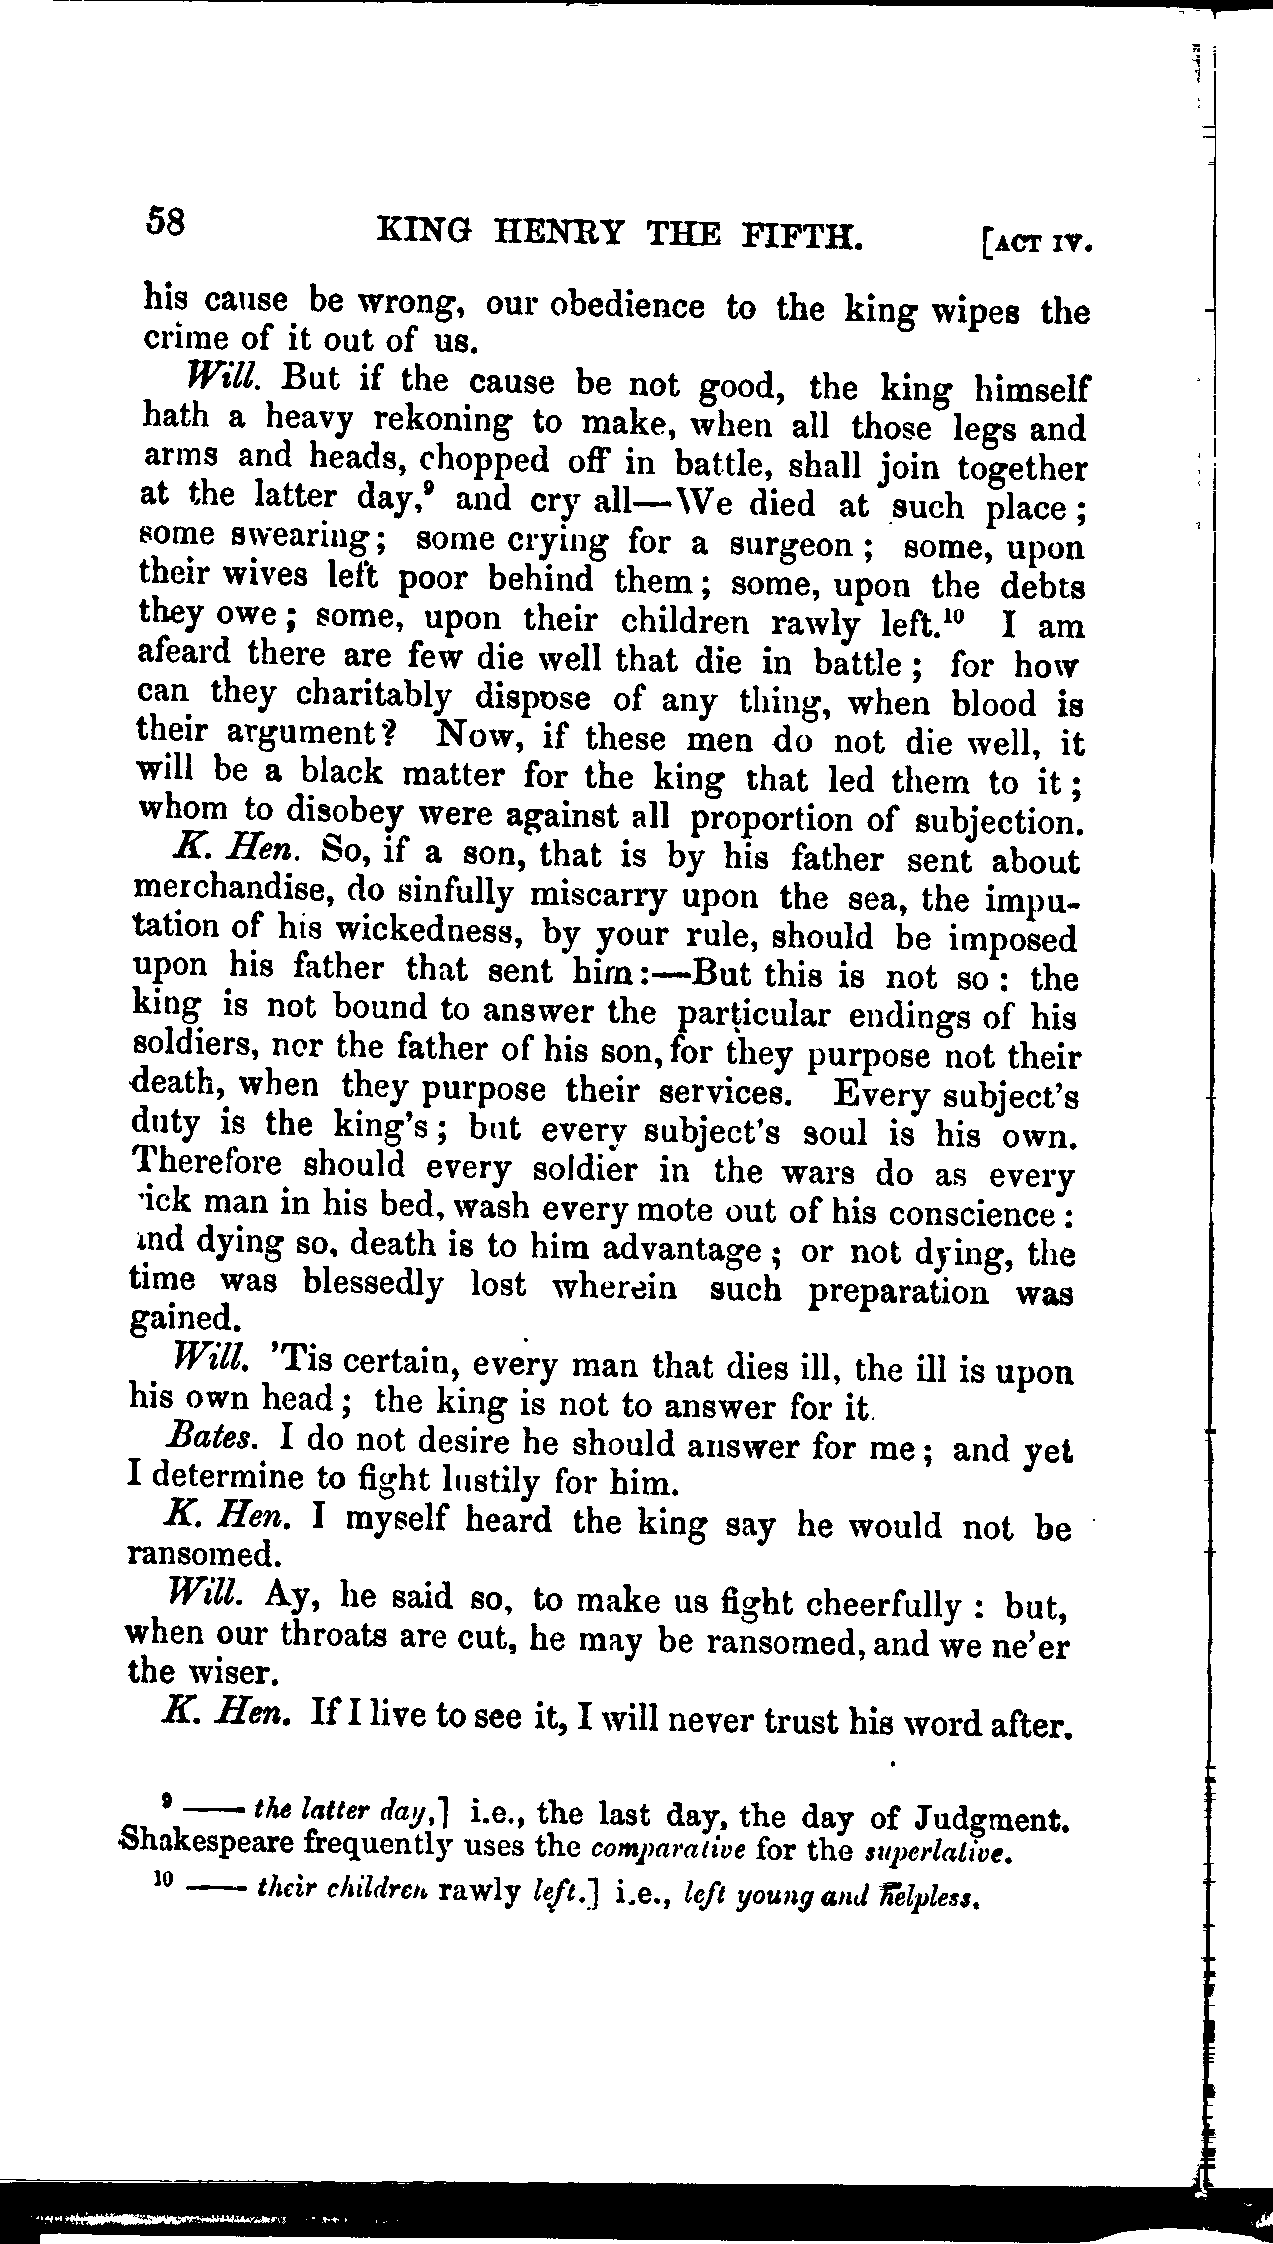 58 KING HENRY THE FIFTH. [ACT IV.
his cause be wrong, our obedience to the king wipes the
crime of it out of us.
Will. But if the cause be not good, the king himself
hath a heavy rekoning to make, when all those legs and
arms and heads, chopped off in battle, shall join together
at the latter day,⁹ and cry all—We died at such place;
some swearing; some crying for a surgeon; some, upon
their wives left poor behind them; some, upon the debts
they owe; some, upon their children rawly left.¹⁰ I am
afeard there are few die well that die in battle; for how
can they charitably dispose of any thing, when blood is
their argument? Now, if these men do not die well, it
will be a black matter for the king that led them to it;
whom to disobey were against all proportion of subjection.
K. Hen. So, if a son, that is by his father sent about
merchandise, do sinfully miscarry upon the sea, the impu-
tation of his wickedness, by your rule, should be imposed
upon his father that sent him:—But this is not so: the
king is not bound to answer the particular endings of his
soldiers, nor the father of his son, for they purpose not their
death, when they purpose their services. Every subject's
duty is the king's; but every subject's soul is his own.
Therefore should every soldier in the wars do as every
ick man in his bed, wash every mote out of his conscience:
and dying so, death is to him advantage; or not dying, the
time was blessedly lost wherein such preparation was
gained.
Will. 'Tis certain, every man that dies ill, the ill is upon
his own head; the king is not to answer for it.
Bates. I do not desire he should answer for me; and yet
I determine to fight lustily for him.
K. Hen. I myself heard the king say he would not be
ransomed.
Will. Ay, he said so, to make us fight cheerfully: but,
when our throats are cut, he may be ransomed, and we ne'er
the wiser.
K. Hen. If I live to see it, I will never trust his word after.
⁹ —— the latter day,] i.e., the last day, the day of Judgment.
Shakespeare frequently uses the comparative for the superlative.
¹⁰ —— their children rawly left.] i.e., left young and helpless.